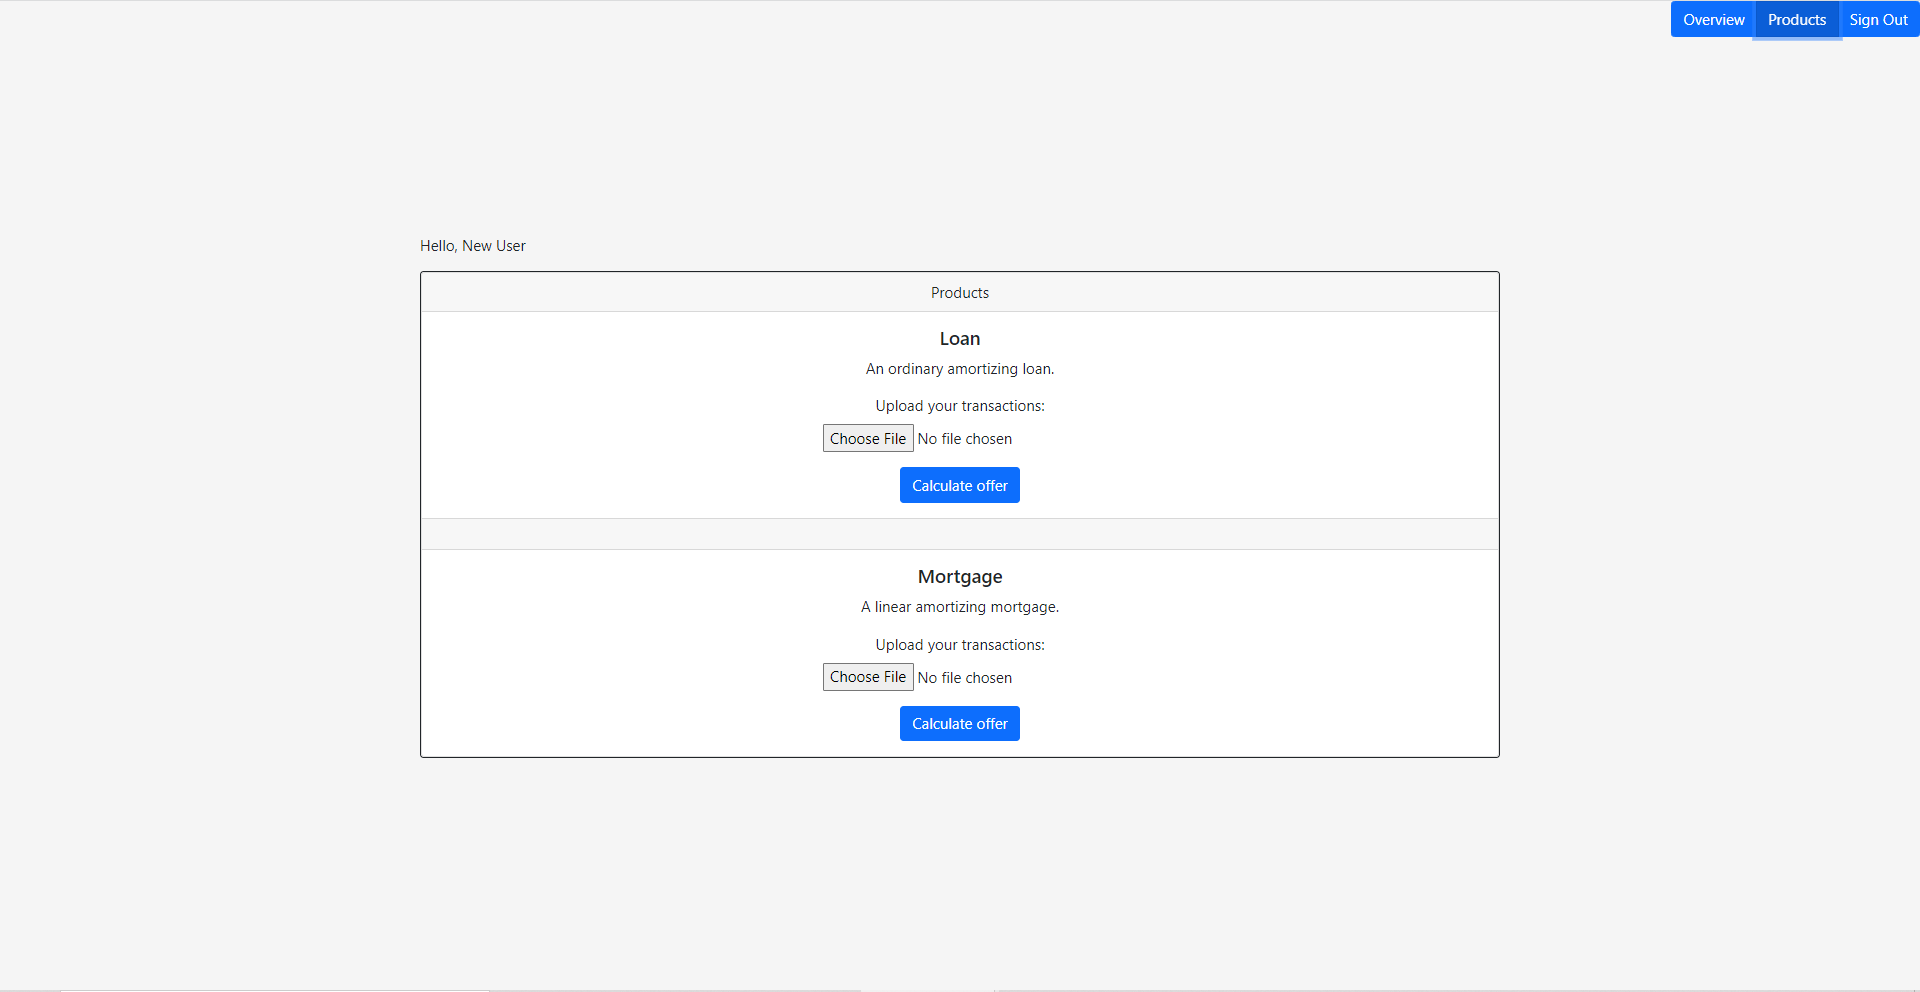 Overview Products Sign Out
Hello, New User
Products
Loan
An ordinary amortizing loan.
Upload your transactions:
Choose File No file chosen
Calculate offer
Mortgage
A linear amortizing mortgage.
Upload your transactions:
Choose File No file chosen
Calculate offer